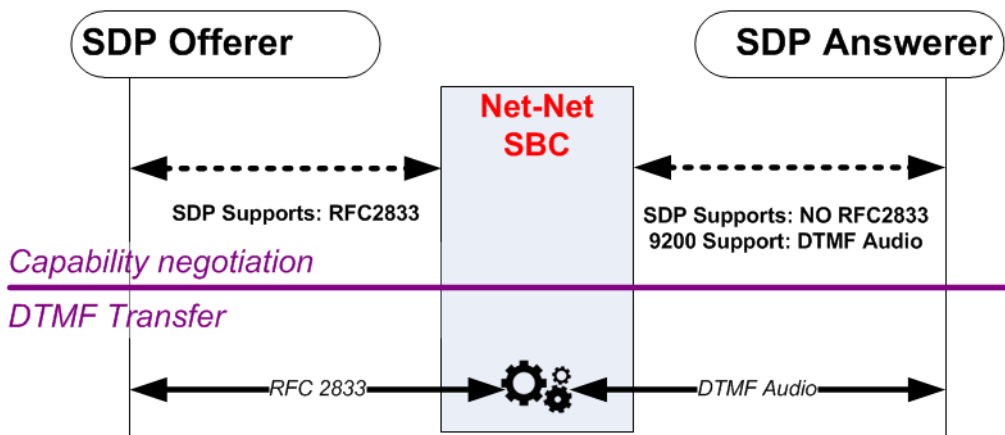 SDP Offerer
SDP Answerer
Net-Net
SBC
SDP Supports: RFC2833
SDP Supports: NO RFC2833
9200 Support: DTMF Audio
Capability negotiation
DTMF Transfer
RFC 2833
DTMF Audio